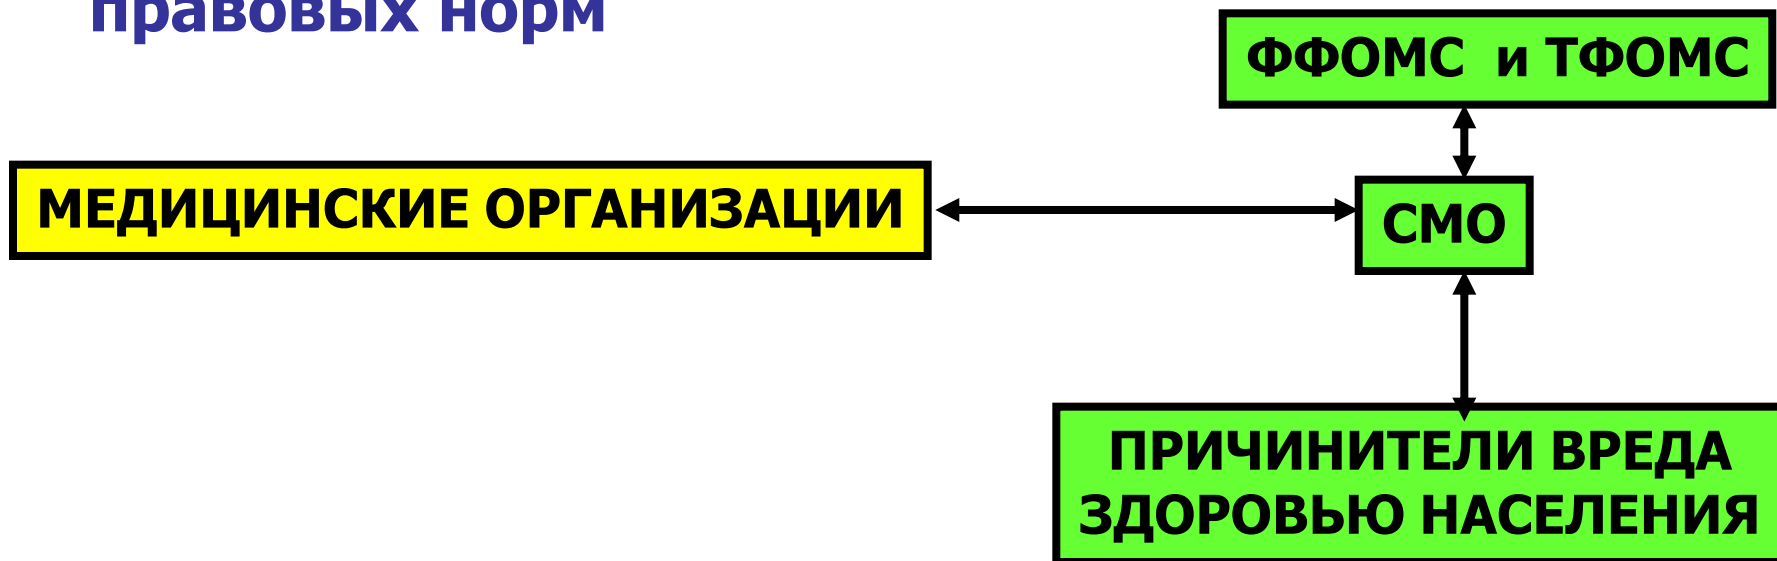 правовых норм
ФФОМС и ТФОМС
МЕДИЦИНСКИЕ ОРГАНИЗАЦИИ
СМО
ПРИЧИНИТЕЛИ ВРЕДА
ЗДОРОВЬЮ НАСЕЛЕНИЯ